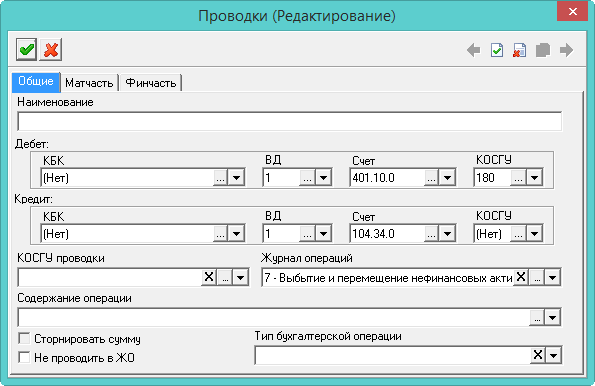 Проводки (Редактирование)
Общие Матчасть Финчасть
Наименование
Дебет:
КБК ВД Счет КОСГУ
(Нет) ... 1 ... 401.10.0 ... 180 ...
Кредит:
КБК ВД Счет КОСГУ
(Нет) ... 1 ... 104.34.0 ... (Нет) ...
КОСГУ проводки Журнал операций
X ... 7 - Выбытие и перемещение нефинансовых акти X ...
Содержание операции
...
Сторнировать сумму Тип бухгалтерской операции
Не проводить в ЖО X